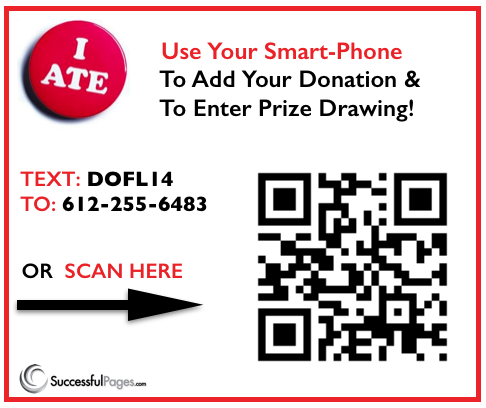 I
ATE
Use Your Smart-Phone
To Add Your Donation &
To Enter Prize Drawing!
TEXT: DOFL14
TO: 612-255-6483
OR SCAN HERE
SuccessfulPages.com